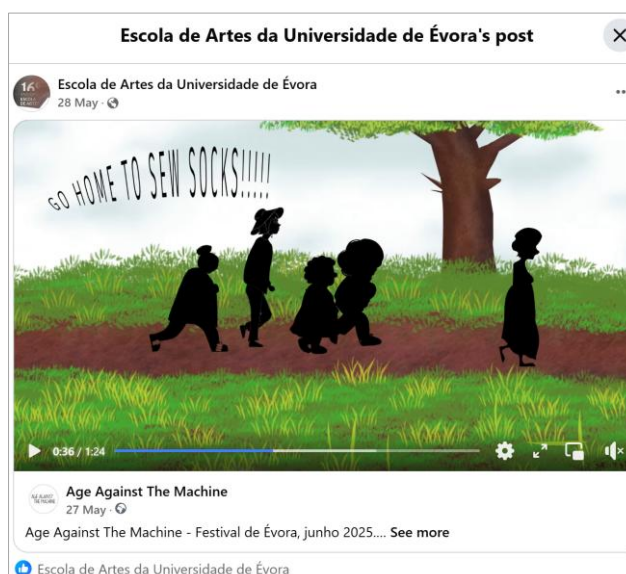 Escola de Artes da Universidade de Évora's post
Escola de Artes da Universidade de Évora
28 May ·
GO HOME TO SEW SOCKS!!!!!
0:36 / 1:24
Age Against The Machine
27 May ·
Age Against The Machine - Festival de Évora, junho 2025.... See more
Escola de Artes da Universidade de Évora